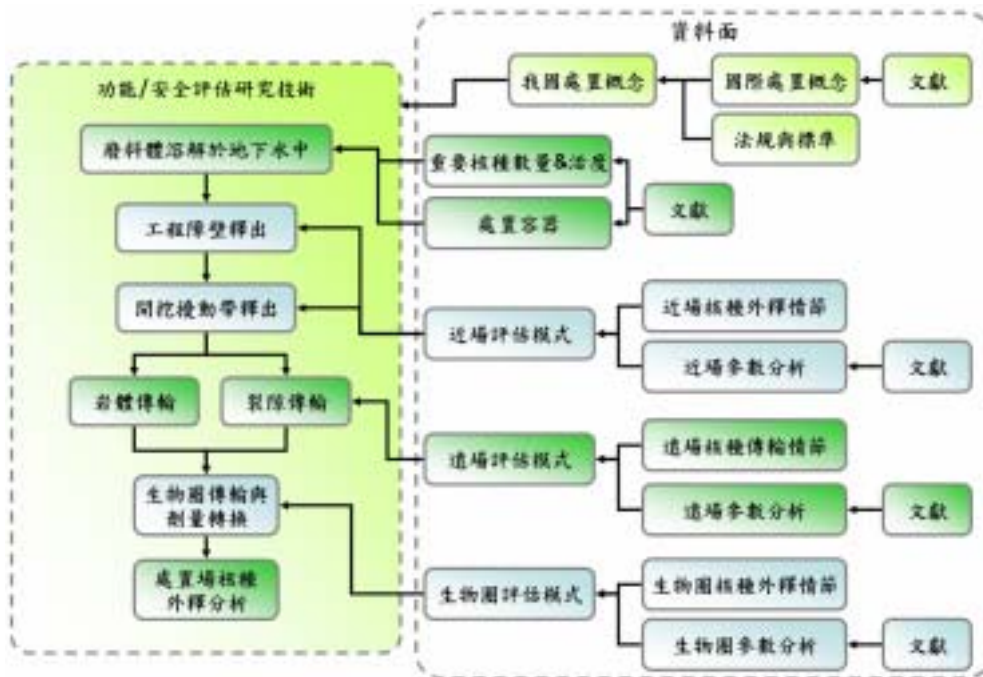 功能/安全評估研究技術
廢料體溶解於地下水中
工程障壁釋出
開挖擾動帶釋出
岩體傳輸
裂隙傳輸
生物圈傳輸與
劑量轉換
處置場核種
外釋分析
資料面
我國處置概念
國際處置概念
文獻
法規與標準
重要核種數量&活度
處置容器
文獻
近場評估模式
近場核種外釋情節
近場參數分析
文獻
遠場評估模式
遠場核種傳輸情節
遠場參數分析
文獻
生物圈評估模式
生物圈核種外釋情節
生物圈參數分析
文獻